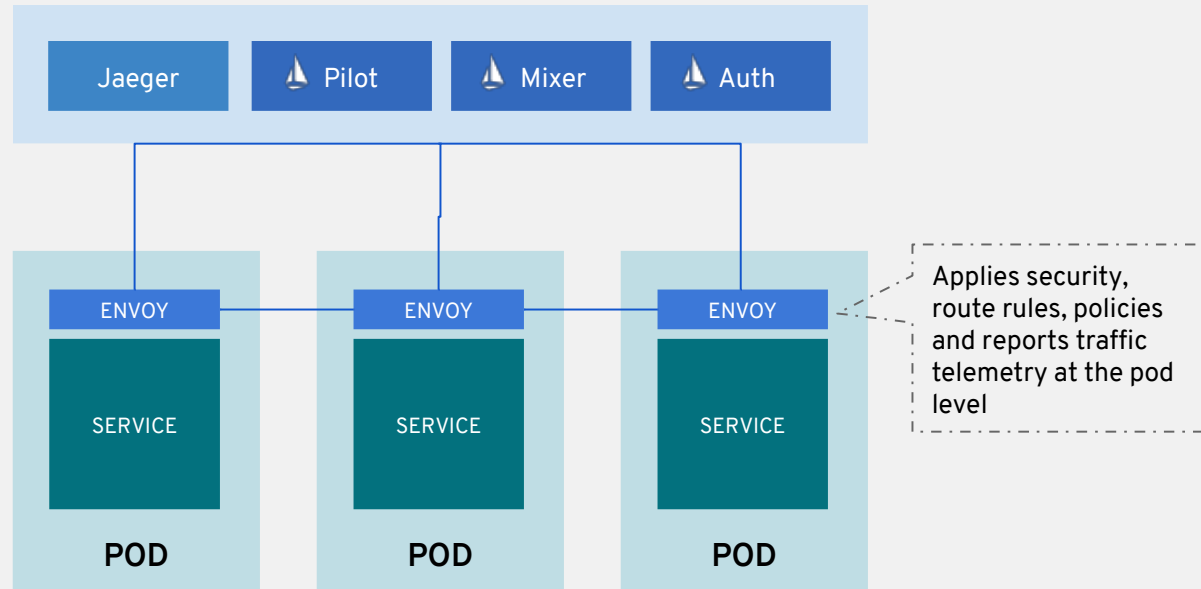 Jaeger
Pilot
Mixer
Auth
ENVOY
ENVOY
ENVOY
Applies security,
route rules, policies
and reports traffic
telemetry at the pod
level
SERVICE
SERVICE
SERVICE
POD
POD
POD